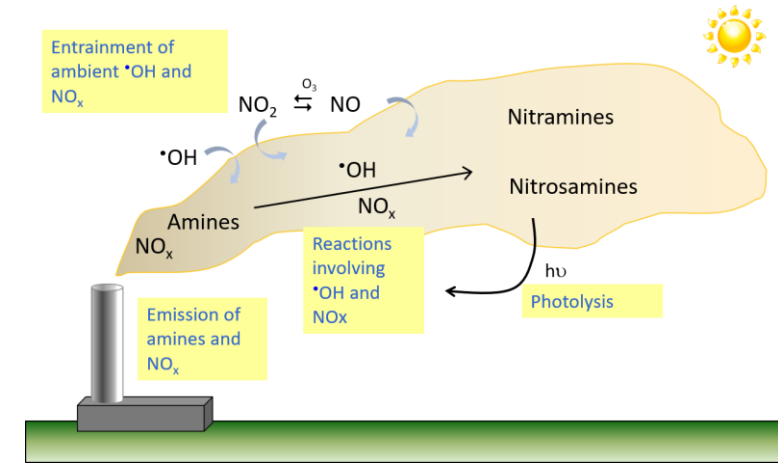 Entrainment of
ambient •OH and
NOₓ
O₃
NO₂ ⇆ NO
•OH
Nitramines
•OH
Nitrosamines
NOₓ
Amines
NOₓ
Reactions
involving
•OH and
NOx
hυ
Photolysis
Emission of
amines and
NOₓ